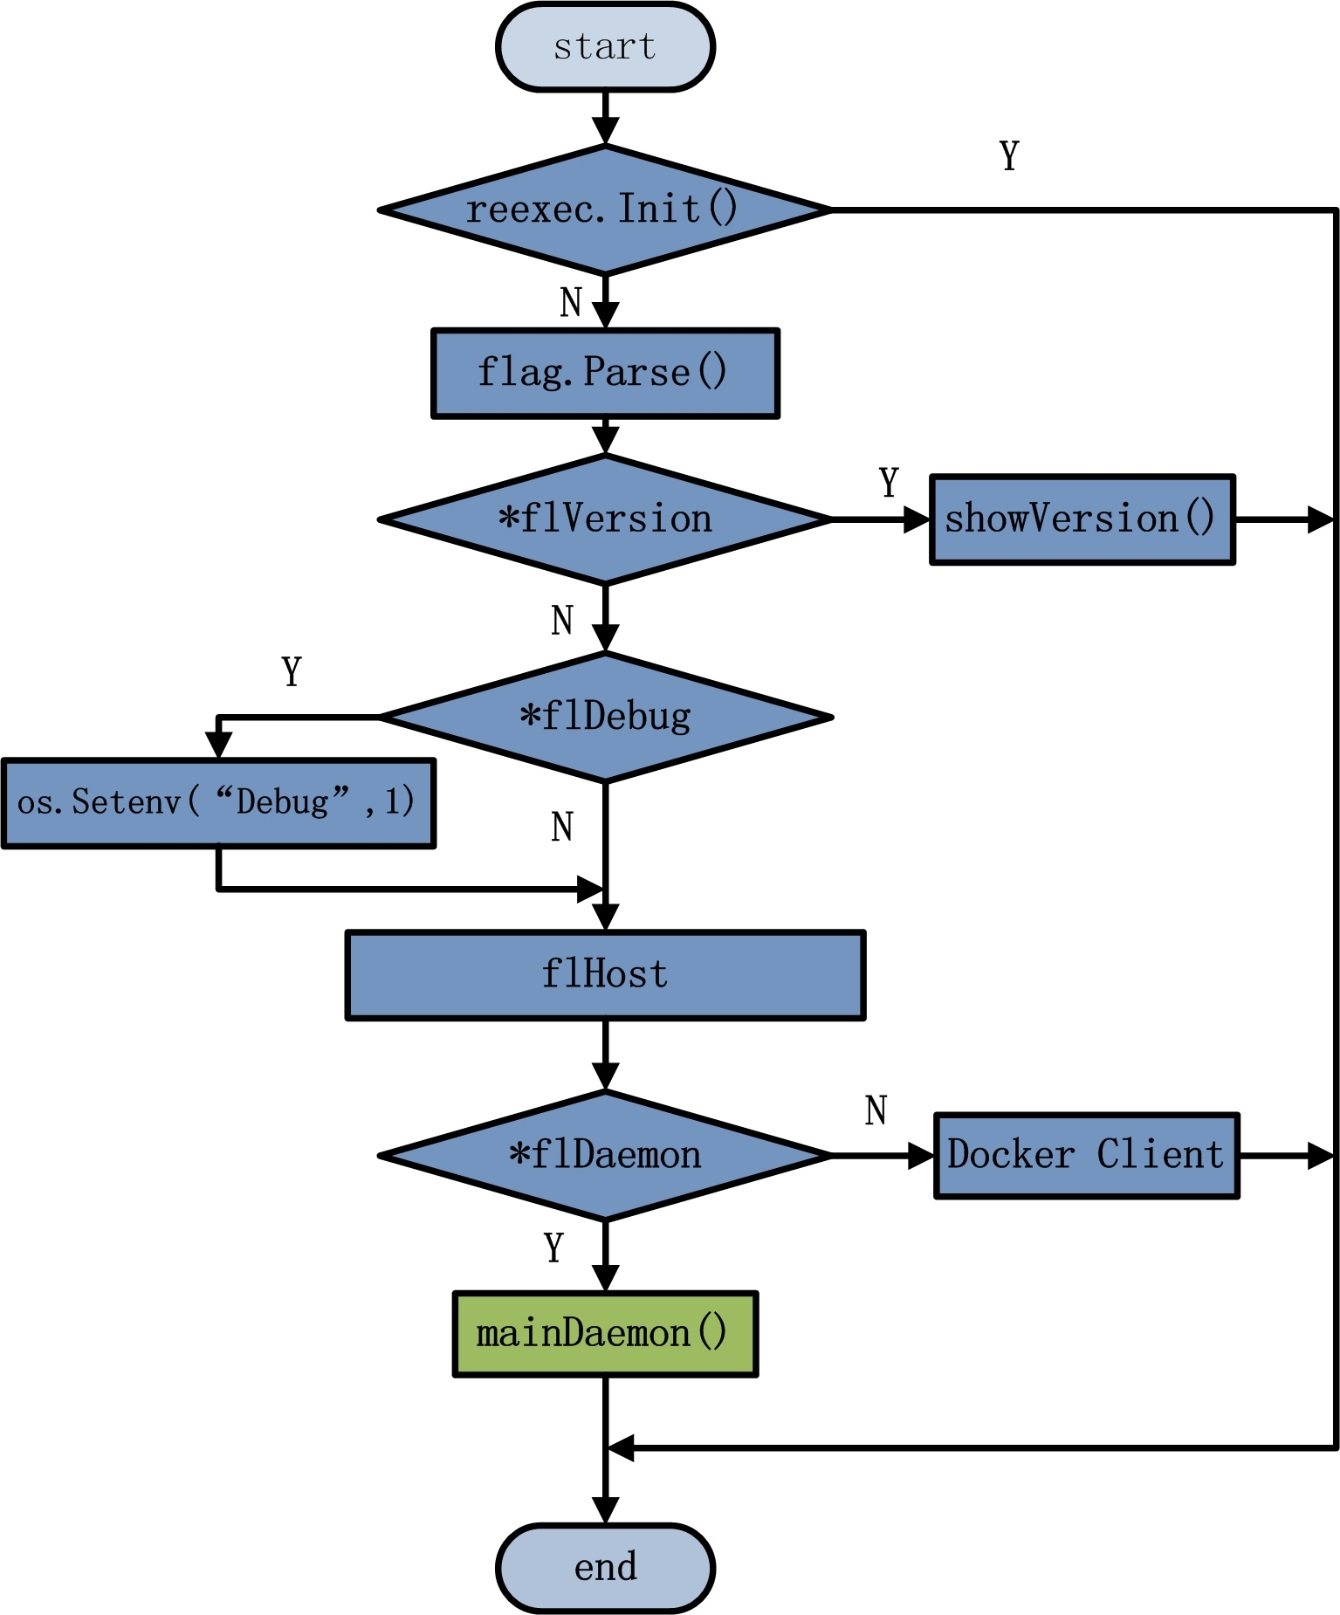 start
Y
reexec.Init()
N
flag.Parse()
*flVersion
Y
showVersion()
N
Y
*flDebug
os.Setenv(“Debug”,1)
N
flHost
*flDaemon
N
Docker Client
Y
mainDaemon()
end